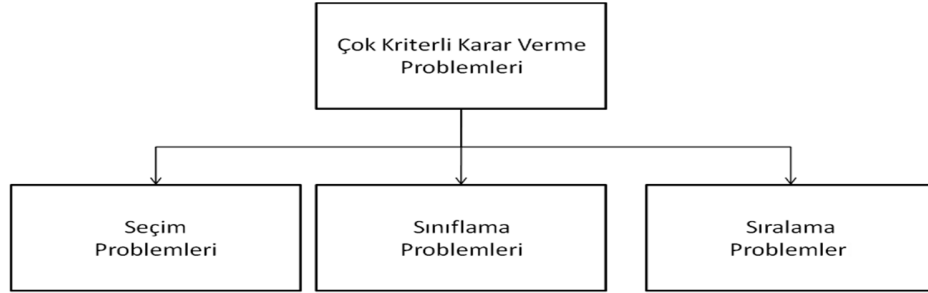 Çok Kriterli Karar Verme
Problemleri
Seçim
Problemleri
Sınıflama
Problemleri
Sıralama
Problemler